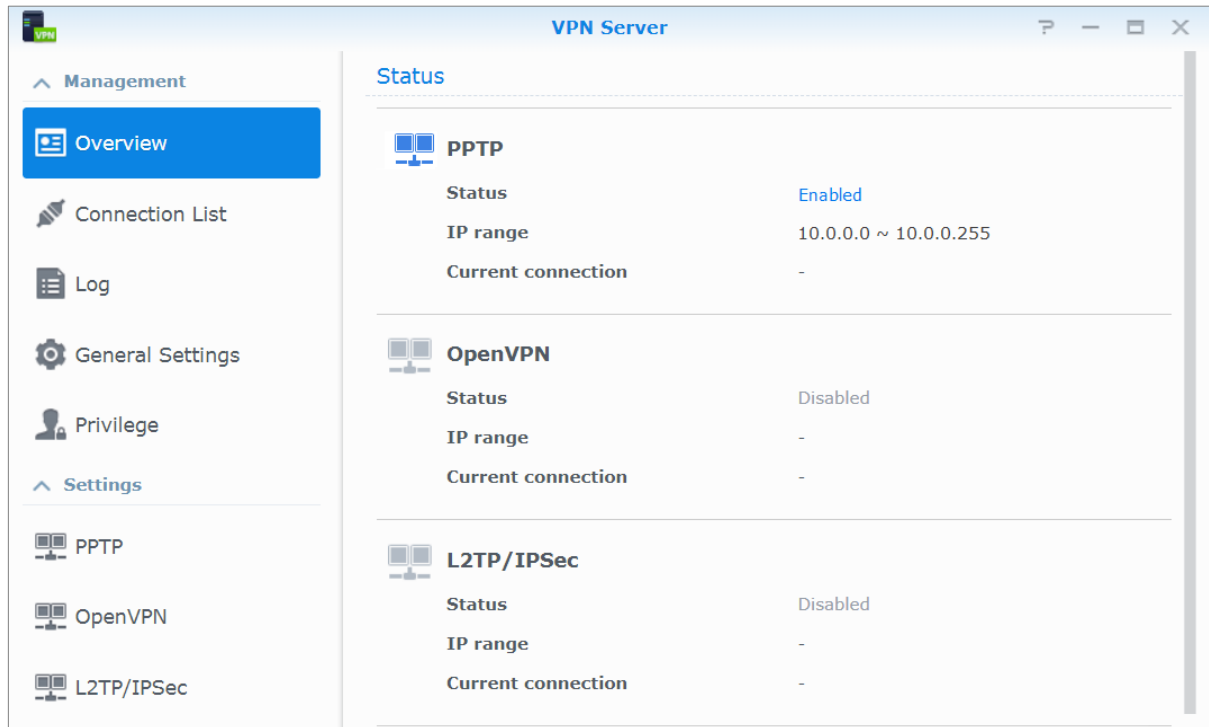 VPN
VPN Server
Management
Overview
Connection List
Log
General Settings
Privilege
Settings
PPTP
OpenVPN
L2TP/IPSec
Status
PPTP
Status Enabled
IP range 10.0.0.0 ~ 10.0.0.255
Current connection -
OpenVPN
Status Disabled
IP range -
Current connection -
L2TP/IPSec
Status Disabled
IP range -
Current connection -